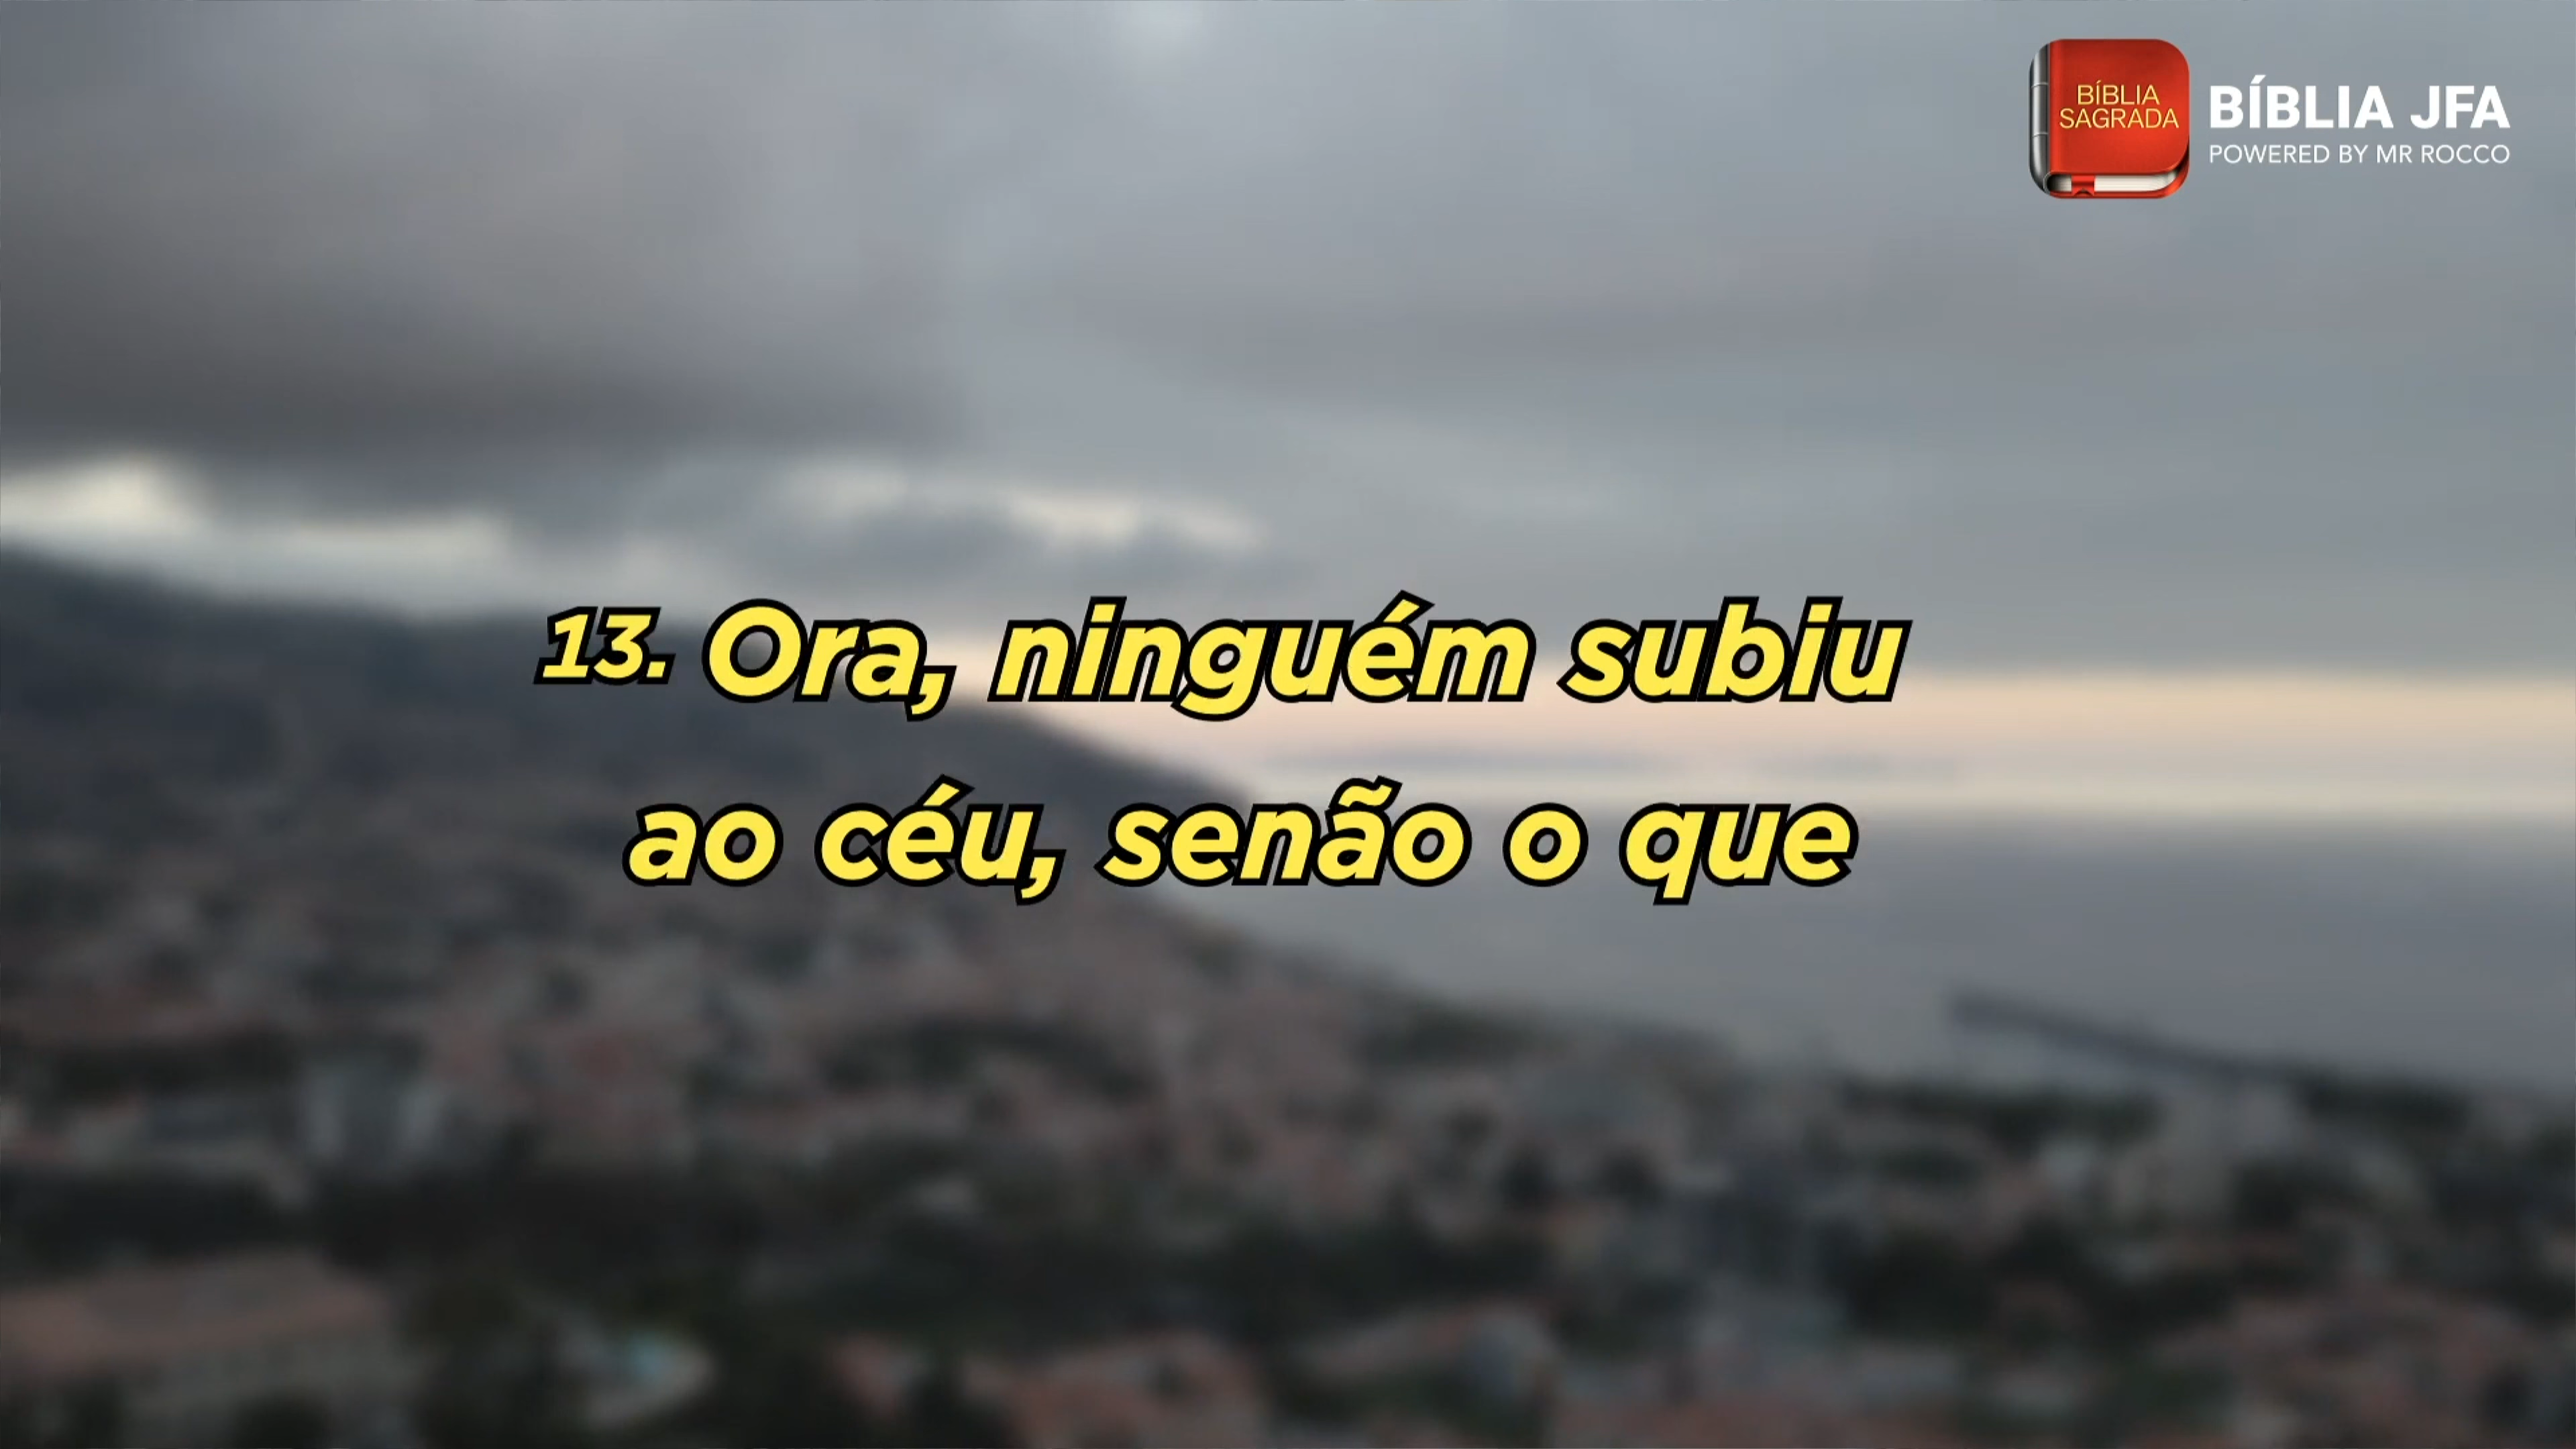 BÍBLIA
SAGRADA
BÍBLIA JFA
POWERED BY MR ROCCO
13. Ora, ninguém subiu
ao céu, senão o que